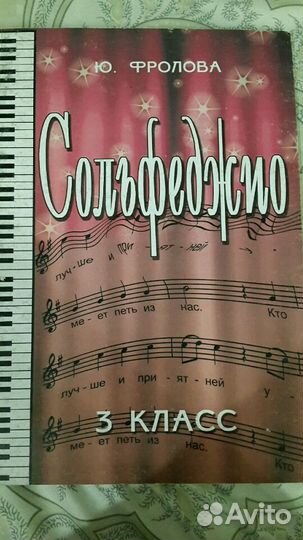 Ю. ФРОЛОВА
Сольфеджио
луч-ше и при ят-ней
ме-ет петь из нас. Кто
луч-ше и при-ят-ней у-
3 КЛАСС
ме-ет петь из нас.
Кто
Avito